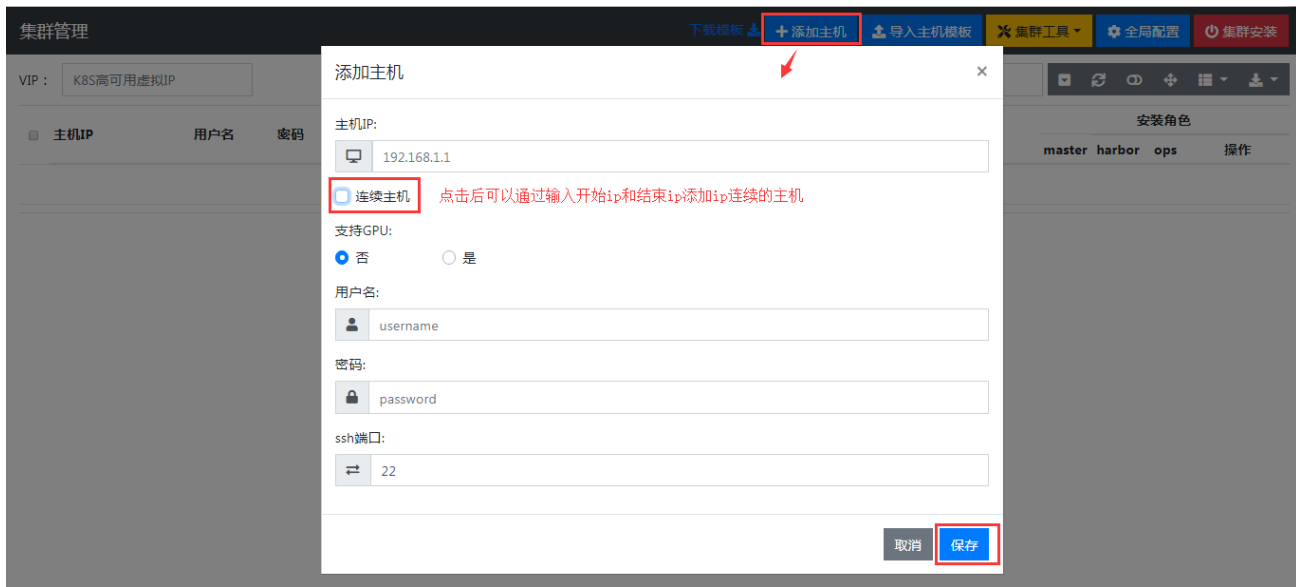 集群管理
下载模板 添加主机 导入主机模板 集群工具 全局配置 集群安装
VIP： K8S高可用虚拟IP
添加主机 ×
主机IP 用户名 密码 安装角色
master harbor ops 操作
主机IP:
192.168.1.1
连续主机 点击后可以通过输入开始ip和结束ip添加ip连续的主机
支持GPU:
否 是
用户名:
username
密码:
password
ssh端口:
22
取消 保存